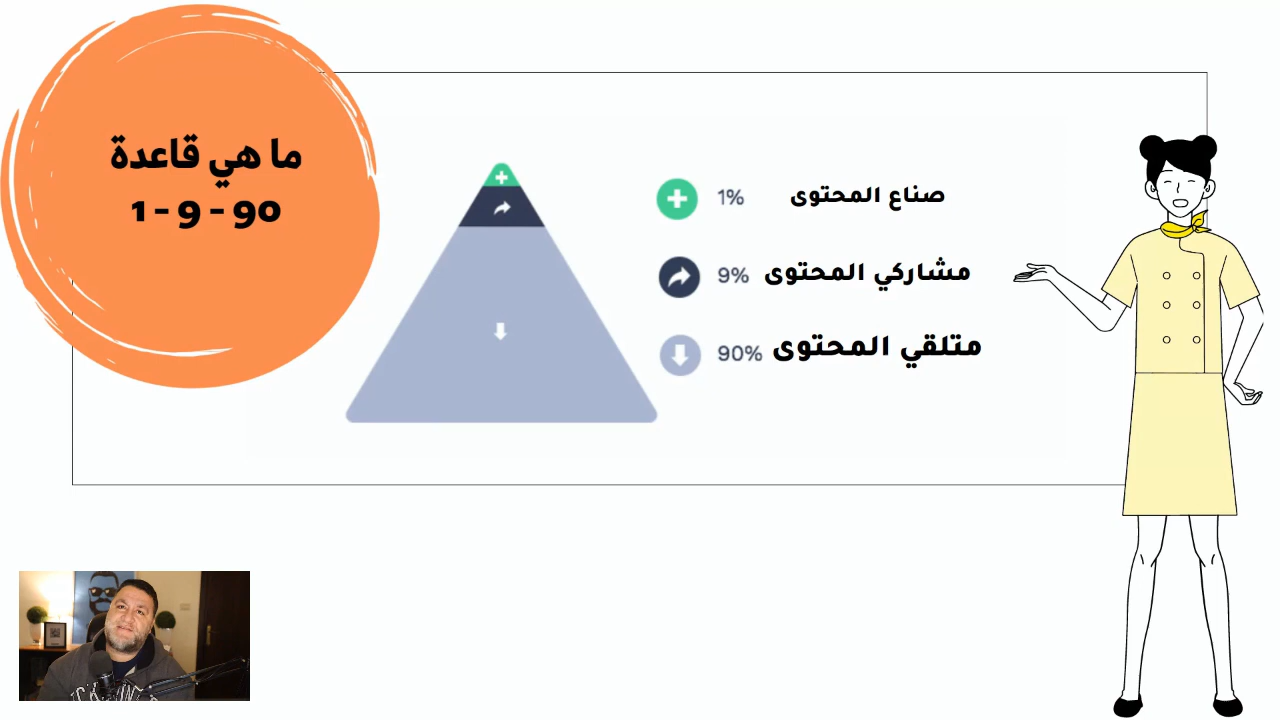 ما هي قاعدة
1 - 9 - 90
1% صناع المحتوى
9% مشاركي المحتوى
90% متلقي المحتوى